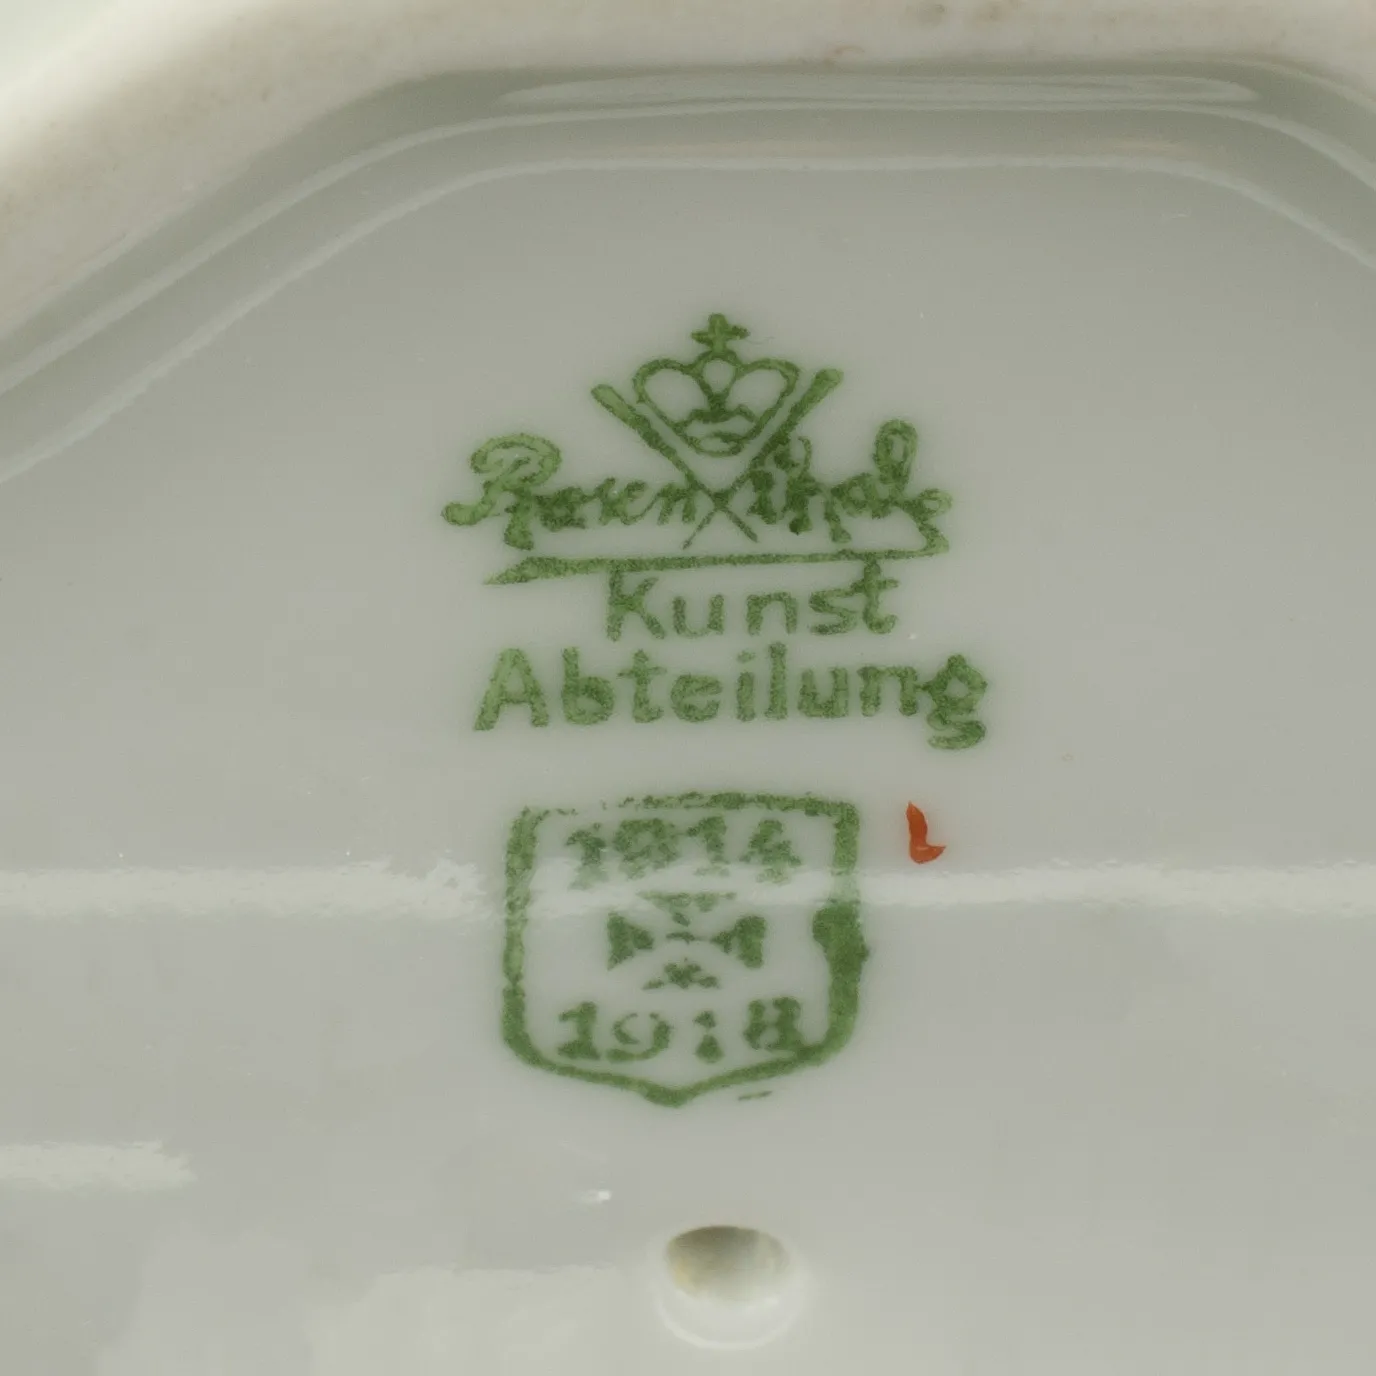 Rosenthal
Kunst
Abteilung
1914
1918